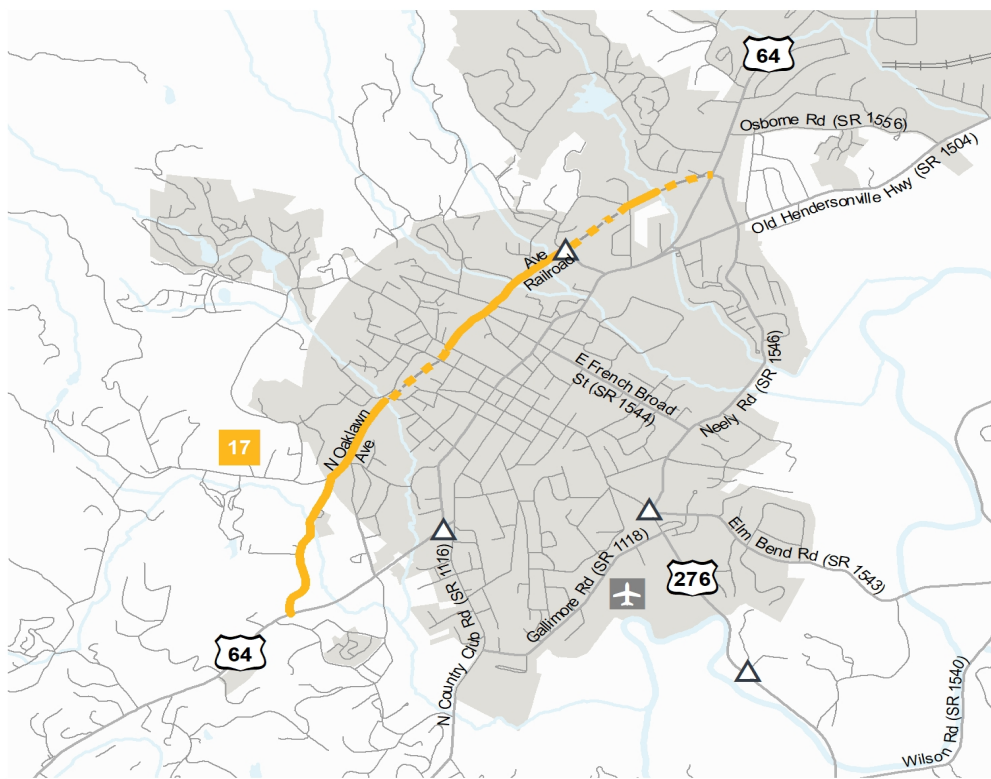 64
Osborne Rd (SR 1556)
Old Hendersonville Hwy (SR 1504)
Ave
Railroad
E French Broad
St (SR 1544)
Neely Rd (SR 1546)
N Oaklawn
Ave
17
N Country Club Rd (SR 1116)
Gallimore Rd (SR 1118)
Elm Bend Rd (SR 1543)
276
64
Wilson Rd (SR 1540)